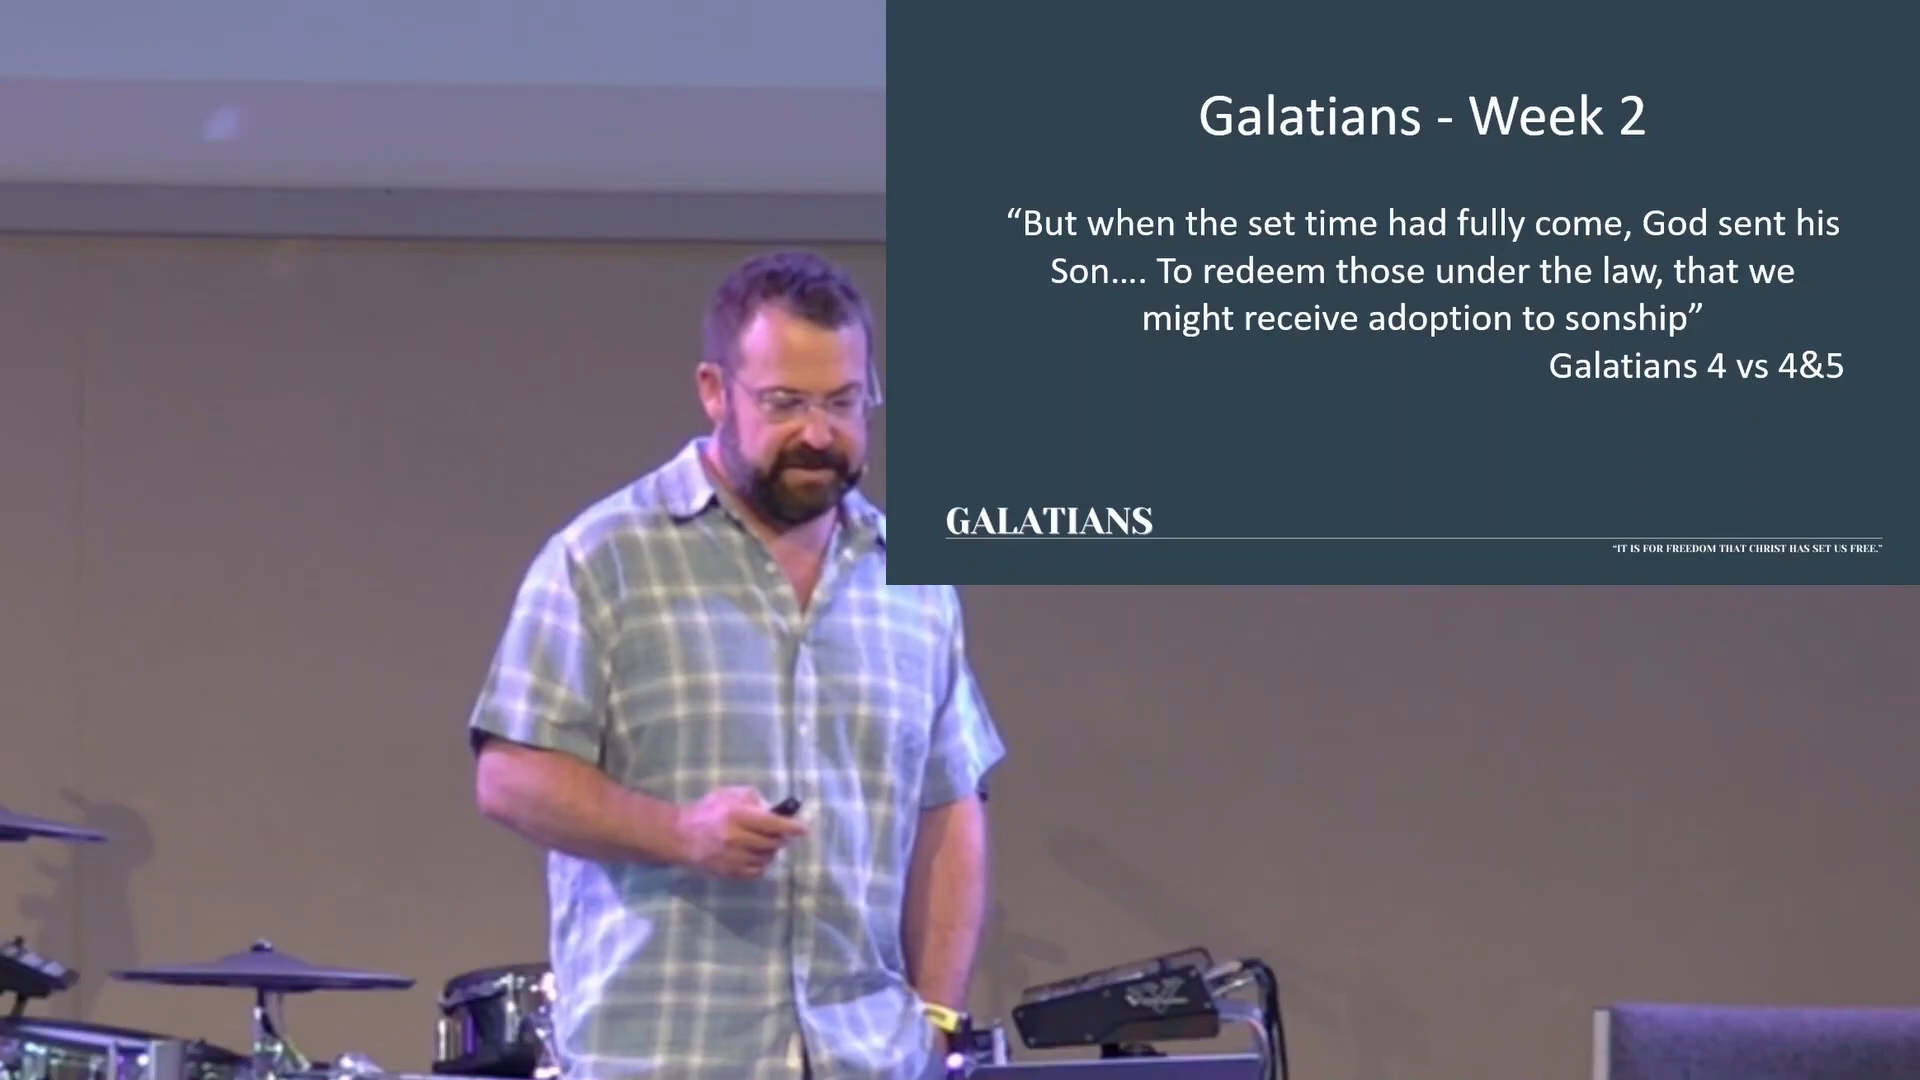 Galatians - Week 2
“But when the set time had fully come, God sent his
Son…. To redeem those under the law, that we
might receive adoption to sonship”
Galatians 4 vs 4&5
GALATIANS
“IT IS FOR FREEDOM THAT CHRIST HAS SET US FREE.”